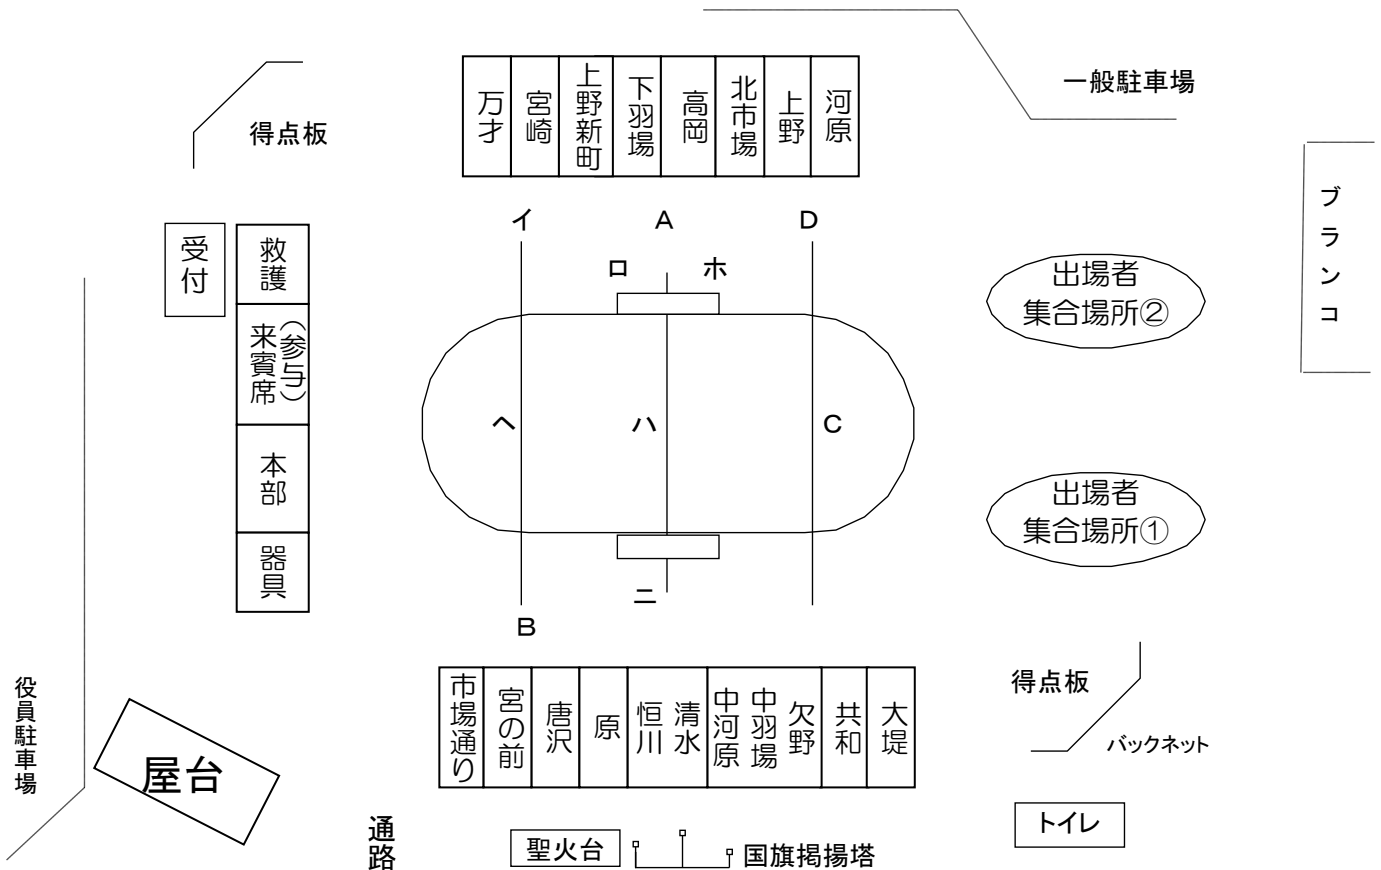 一般駐車場
得点板
万才
宮崎
上野新町
下羽場
高岡
北市場
上野
河原
ブランコ
受付
救護
来賓席
（参与）
本部
器具
イ
A
D
ロ
ホ
ヘ
ハ
C
ニ
B
出場者
集合場所②
出場者
集合場所①
役員駐車場
屋台
市場通り
宮の前
唐沢
原
恒川
清水
中河原
中羽場
欠野
共和
大堤
得点板
バックネット
トイレ
通路
聖火台
国旗掲揚塔